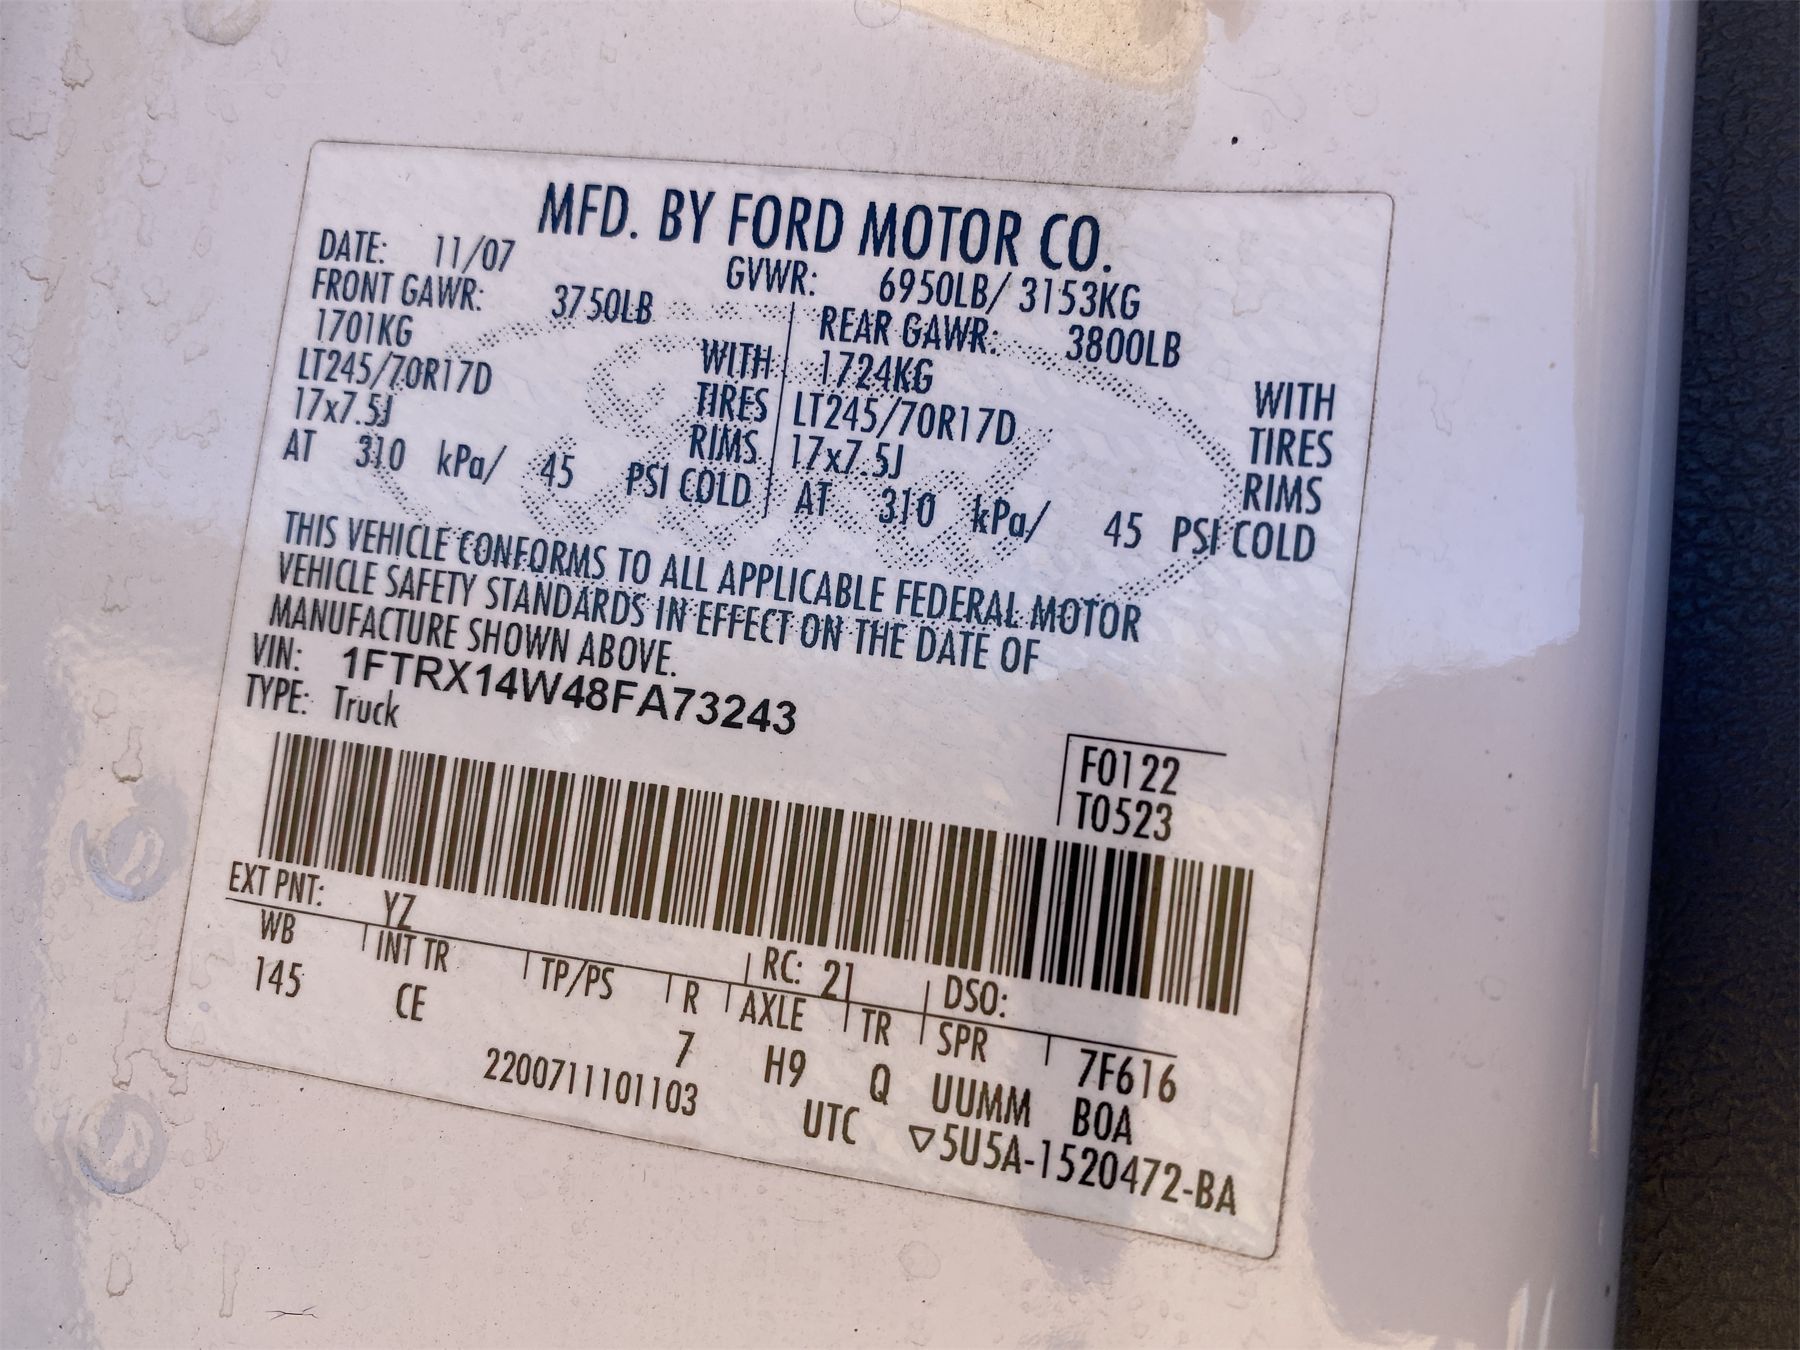 MFD. BY FORD MOTOR CO.
DATE: 11/07 GVWR: 6950LB/ 3153KG
FRONT GAWR: 3750LB REAR GAWR: 3800LB
1701KG WITH 1724KG WITH
LT245/70R17D TIRES LT245/70R17D TIRES
17x7.5J RIMS 17x7.5J RIMS
AT 310 kPa/ 45 PSI COLD AT 310 kPa/ 45 PSI COLD
THIS VEHICLE CONFORMS TO ALL APPLICABLE FEDERAL MOTOR
VEHICLE SAFETY STANDARDS IN EFFECT ON THE DATE OF
MANUFACTURE SHOWN ABOVE.
VIN: 1FTRX14W48FA73243
TYPE: Truck
F0122
T0523
EXT PNT: YZ RC: 21 DSO:
WB INT TR TP/PS R AXLE TR SPR 7F616
145 CE 7 H9 Q UUMM BOA
2200711101103 UTC ▽5U5A-1520472-BA